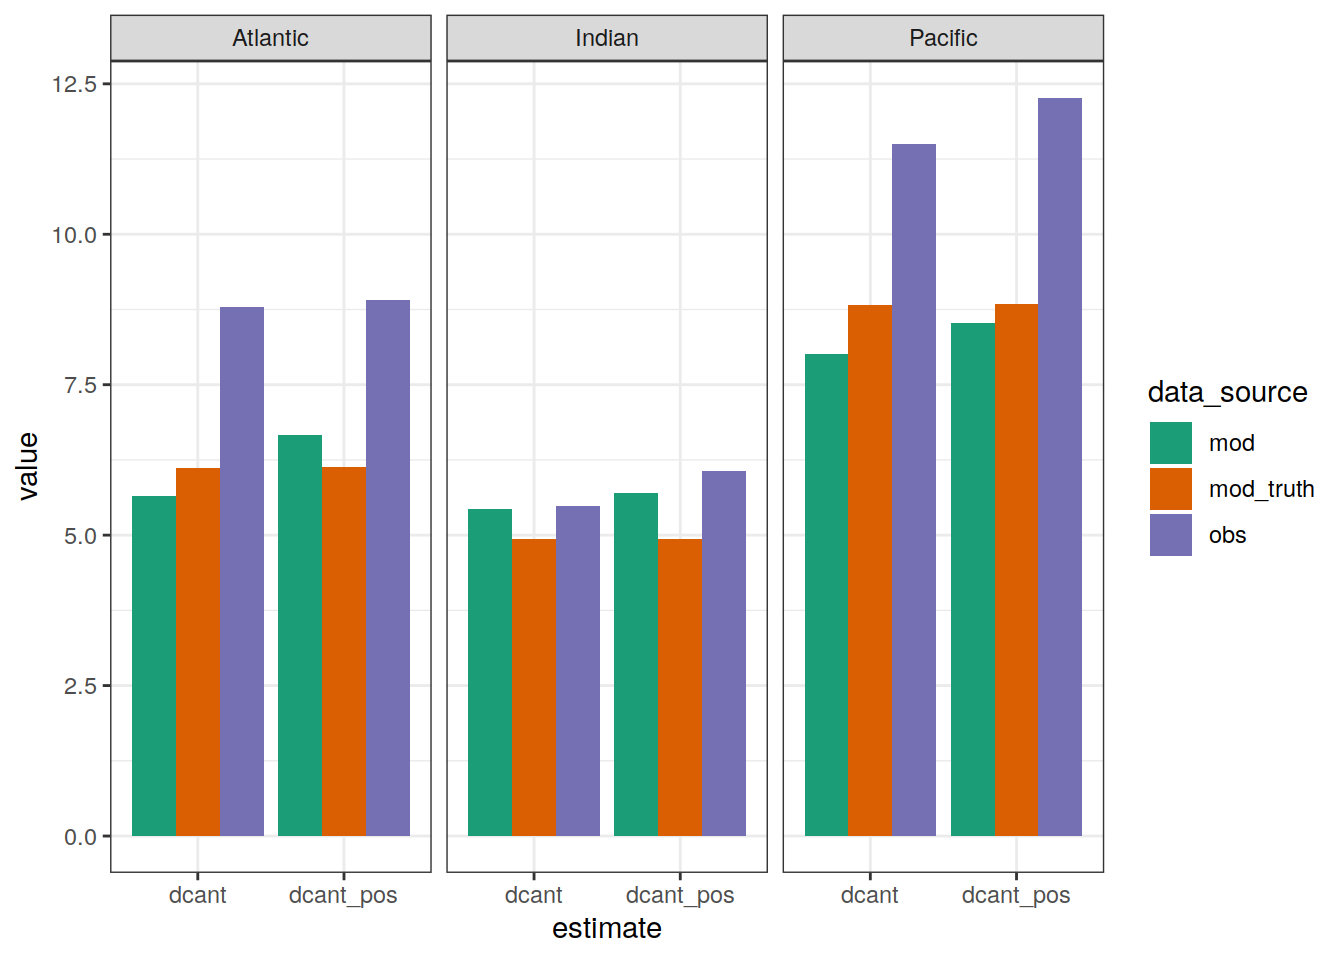 Atlantic Indian Pacific
12.5
10.0
7.5
5.0
2.5
0.0
value
dcant dcant_pos dcant dcant_pos dcant dcant_pos
estimate
data_source
mod
mod_truth
obs